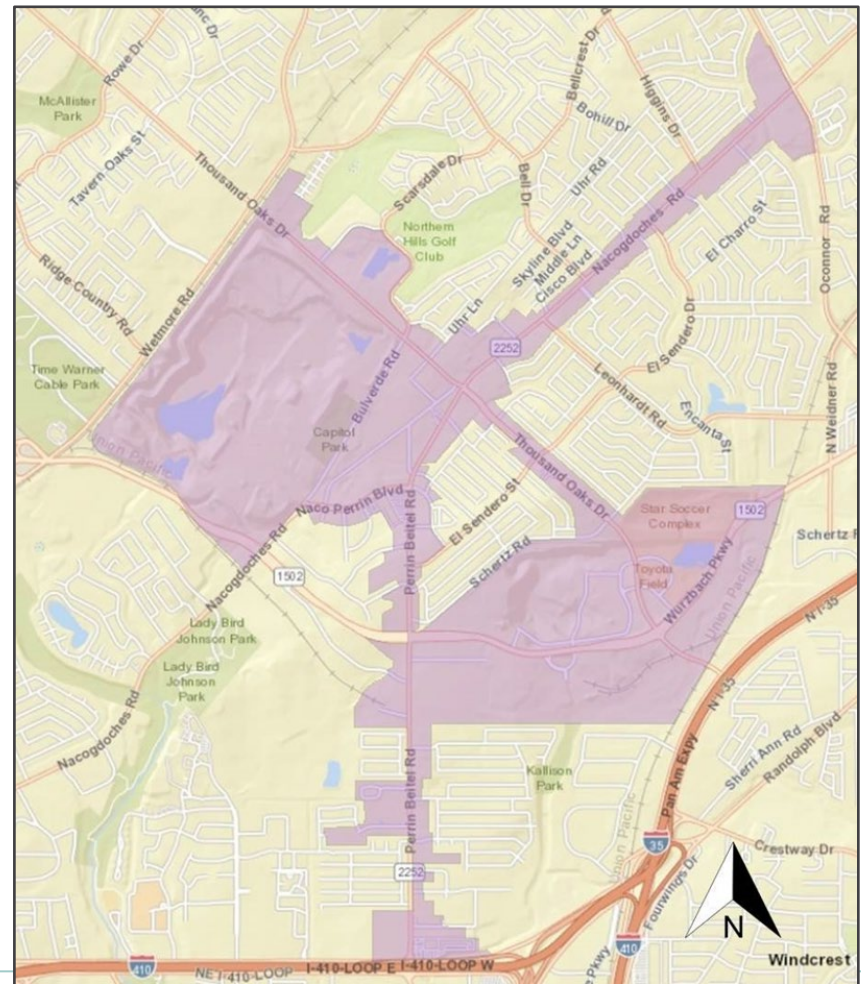 Rowe Dr
Bellcrest Dr
Higgins Dr
McAllister
Park
Bohill Dr
Tavern Oaks St
Thousand Oaks Dr
Scarsdale Dr
Bell Dr
Uhr Rd
Nacogdoches Rd
El Charro St
Oconnor Rd
Northern
Hills Golf
Club
Skyline Blvd
Middle Ln
Cisco Blvd
Ridge Country Rd
Wetmore Rd
Uhr Ln
El Sendero Dr
2252
Time Warner
Cable Park
Bulverde Rd
Leonhardt Rd
Encanta St
N Weidner Rd
Capitol
Park
Union Pacific
Thousand Oaks Dr
Naco Perrin Blvd
Perrin Beitel Rd
El Sendero St
Star Soccer
Complex
1502
Schertz Rd
Schertz R
Nacogdoches Rd
1502
Toyota
Field
Wurzbach Pkwy
Union Pacific
N I-35
Lady Bird
Johnson Park
Lady Bird
Johnson
Park
N I-35
Nacogdoches Rd
Perrin Beitel Rd
Kallison
Park
Pan Am Expy
Sherri Ann Rd
Randolph Blvd
Union Pacific
35
Crestway Dr
2252
Fourwinds Dr
N
410
410
NE I-410-LOOP
I-410-LOOP E
I-410-LOOP W
Windcrest